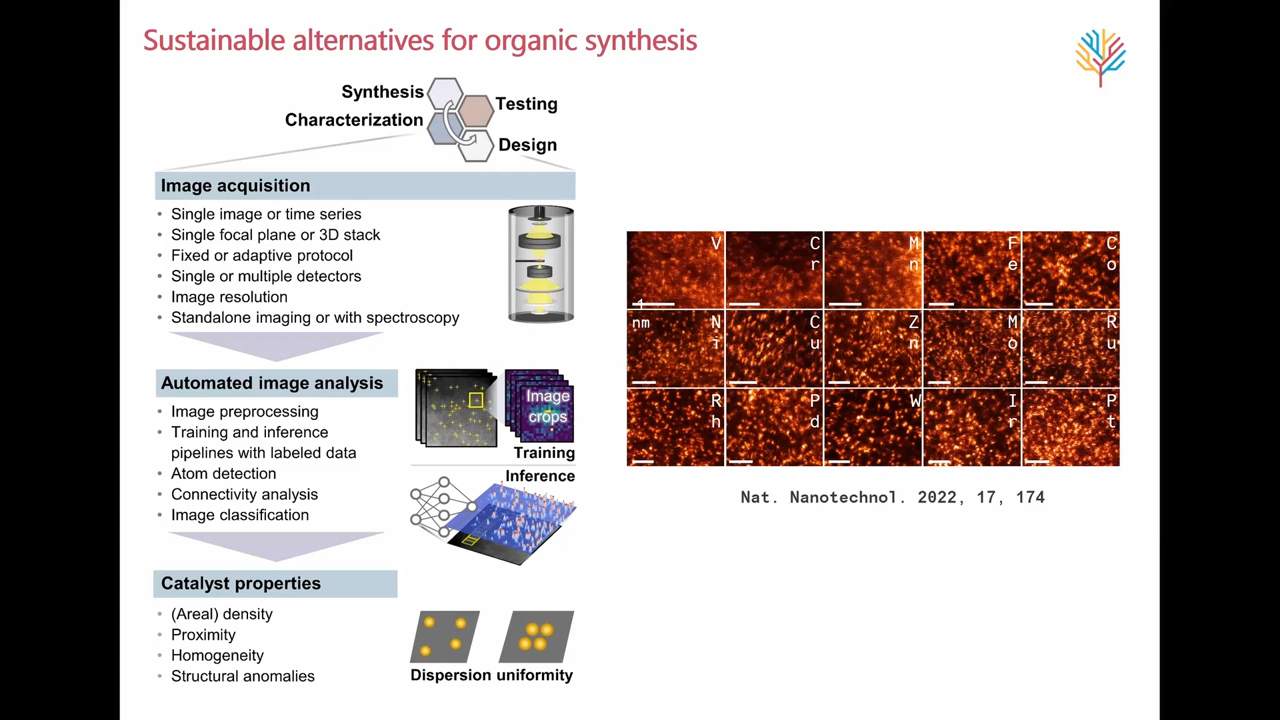 Sustainable alternatives for organic synthesis
Synthesis
Testing
Characterization
Design
Image acquisition
• Single image or time series
• Single focal plane or 3D stack
• Fixed or adaptive protocol
• Single or multiple detectors
• Image resolution
• Standalone imaging or with spectroscopy
Automated image analysis
• Image preprocessing
• Training and inference
pipelines with labeled data
• Atom detection
• Connectivity analysis
• Image classification
Image
crops
Training
Inference
Catalyst properties
• (Areal) density
• Proximity
• Homogeneity
• Structural anomalies
Dispersion uniformity
V
Cr
Mn
Fe
Co
1
nm
Ni
Cu
Zn
Mo
Ru
Rh
Pd
W
Ir
Pt
Nat. Nanotechnol. 2022, 17, 174